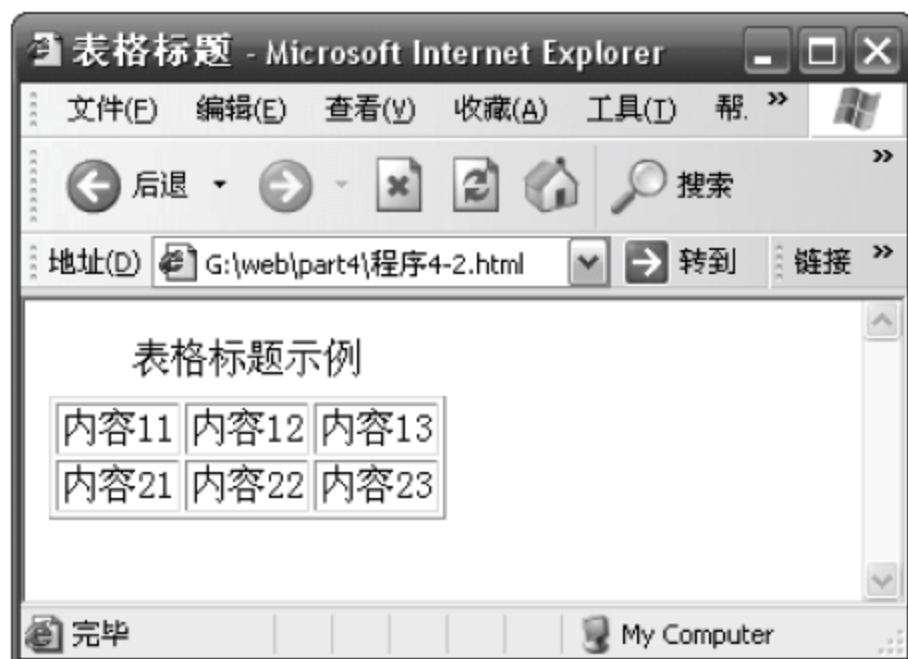 表格标题 - Microsoft Internet Explorer
文件(F) 编辑(E) 查看(V) 收藏(A) 工具(T) 帮. »
后退 搜索 »
地址(D) G:\web\part4\程序4-2.html 转到 链接 »
表格标题示例
内容11 内容12 内容13
内容21 内容22 内容23
完毕 My Computer